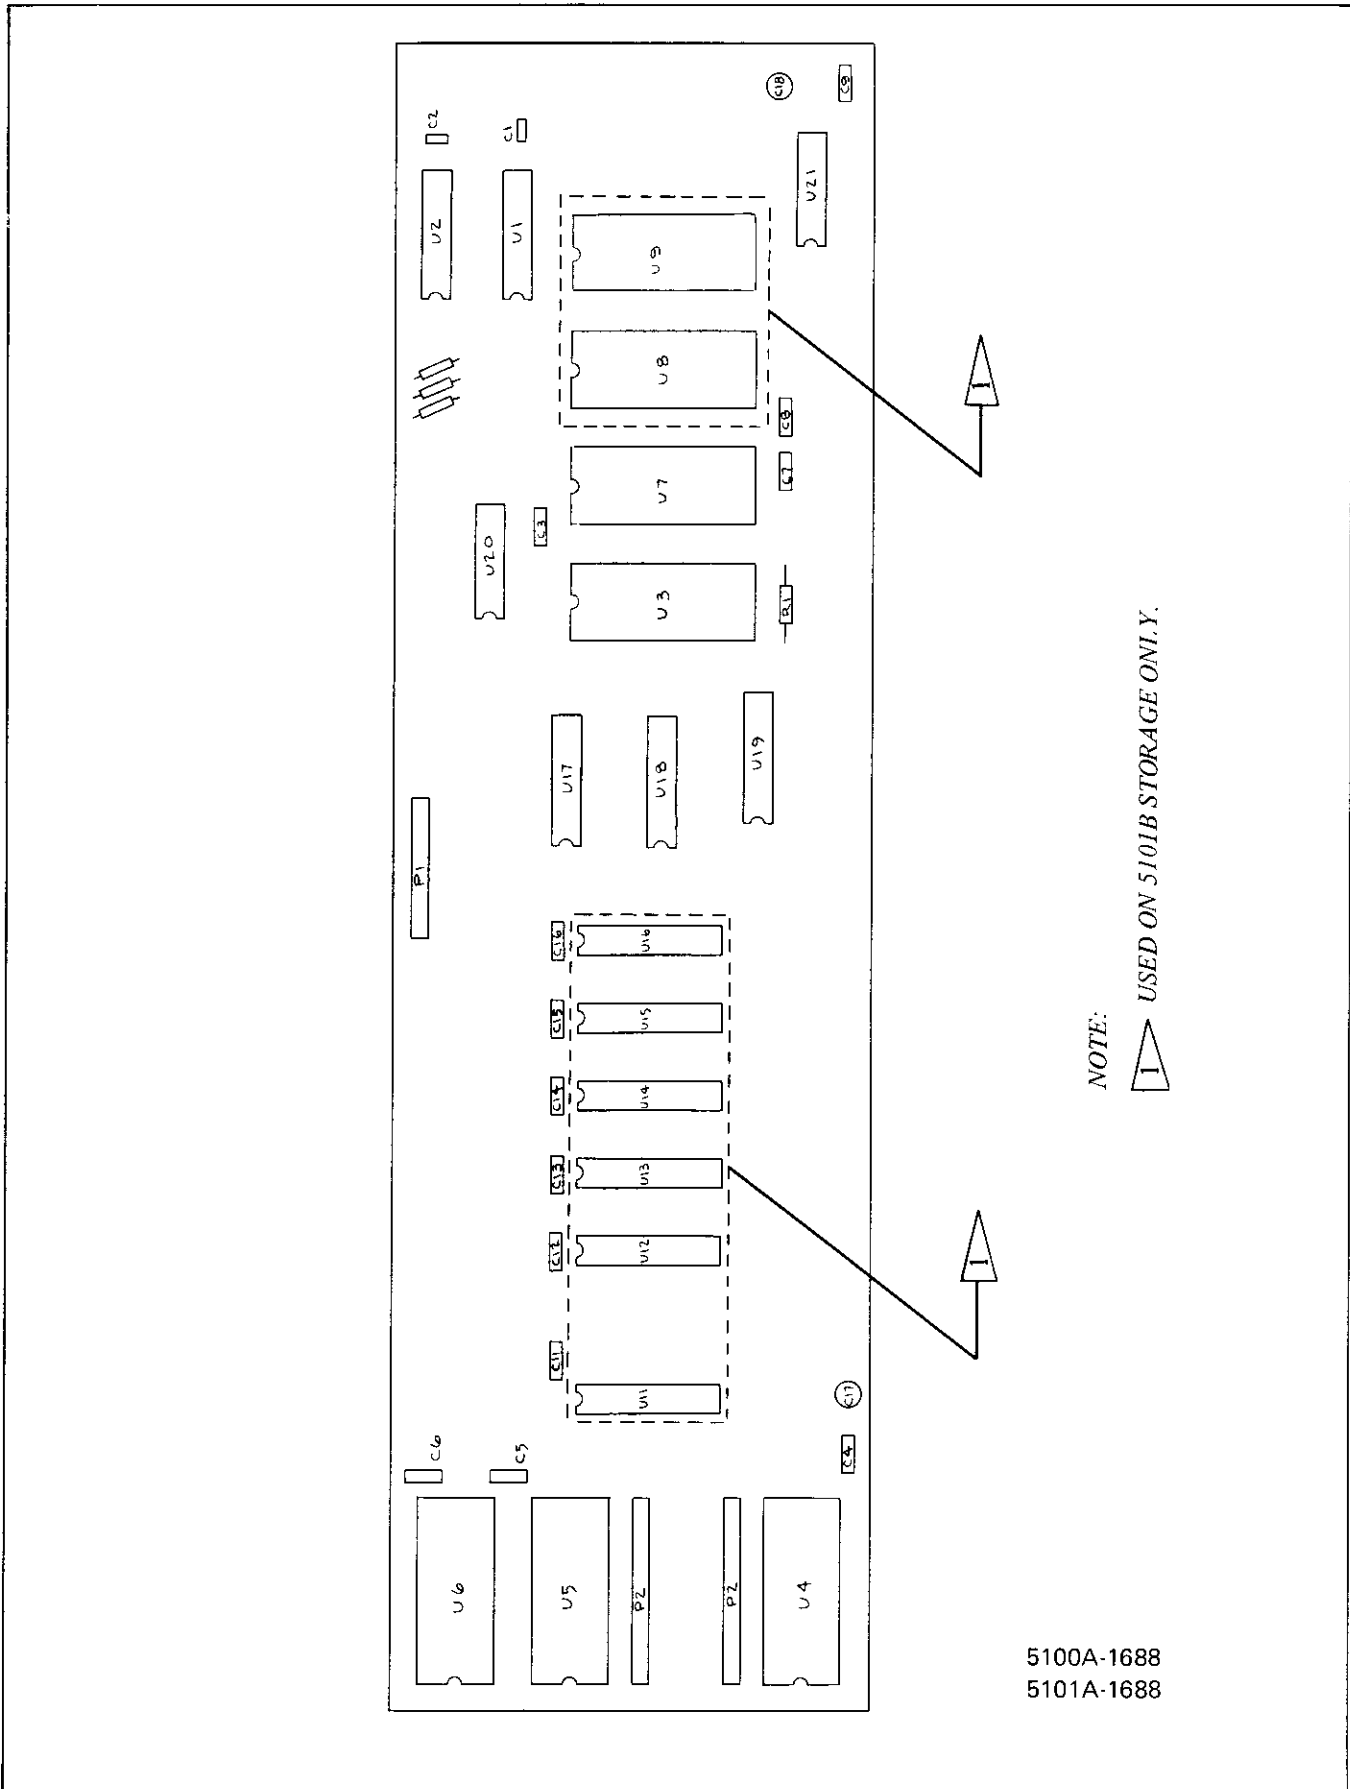 C2
C1
C18
C9
U2
U1
U21
U9
U8
C8
C7
U7
C3
U20
U3
R1
U17
U18
U19
P1
C16
U16
C15
U15
C14
U14
C13
U13
C12
U12
C11
U11
C17
C6
C5
C4
U6
U5
P2
P2
U4
1
1
NOTE:
1 USED ON 5101B STORAGE ONLY.
5100A-1688
5101A-1688